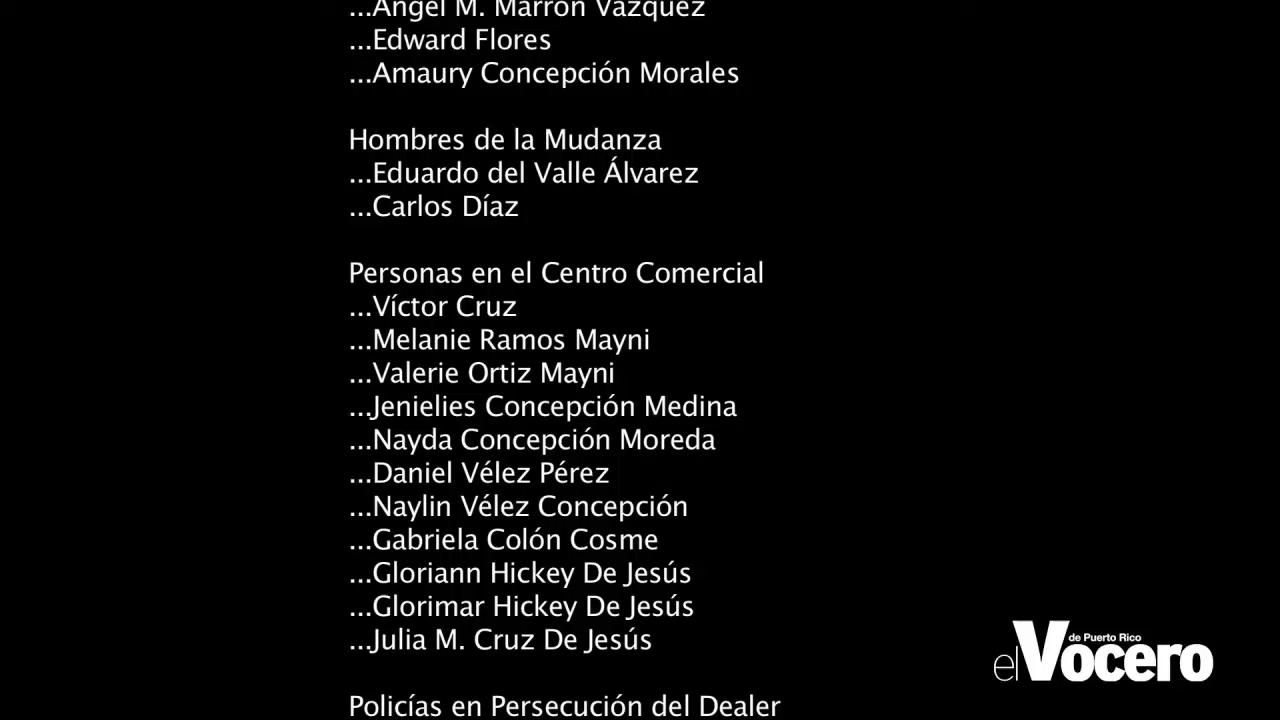 ...Ángel M. Marrón Vázquez
...Edward Flores
...Amaury Concepción Morales
Hombres de la Mudanza
...Eduardo del Valle Álvarez
...Carlos Díaz
Personas en el Centro Comercial
...Víctor Cruz
...Melanie Ramos Mayni
...Valerie Ortiz Mayni
...Jenielies Concepción Medina
...Nayda Concepción Moreda
...Daniel Vélez Pérez
...Naylin Vélez Concepción
...Gabriela Colón Cosme
...Gloriann Hickey De Jesús
...Glorimar Hickey De Jesús
...Julia M. Cruz De Jesús
Policías en Persecución del Dealer
de Puerto Rico
el Vocero